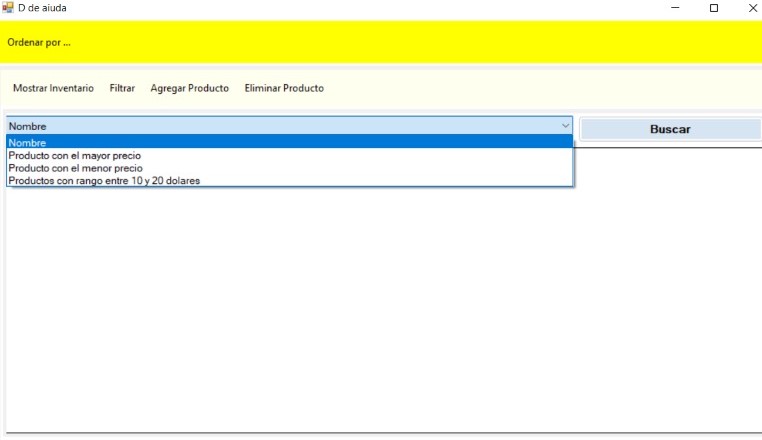 D de aiuda
Ordenar por ...
Mostrar Inventario Filtrar Agregar Producto Eliminar Producto
Nombre Buscar
Nombre
Producto con el mayor precio
Producto con el menor precio
Productos con rango entre 10 y 20 dolares